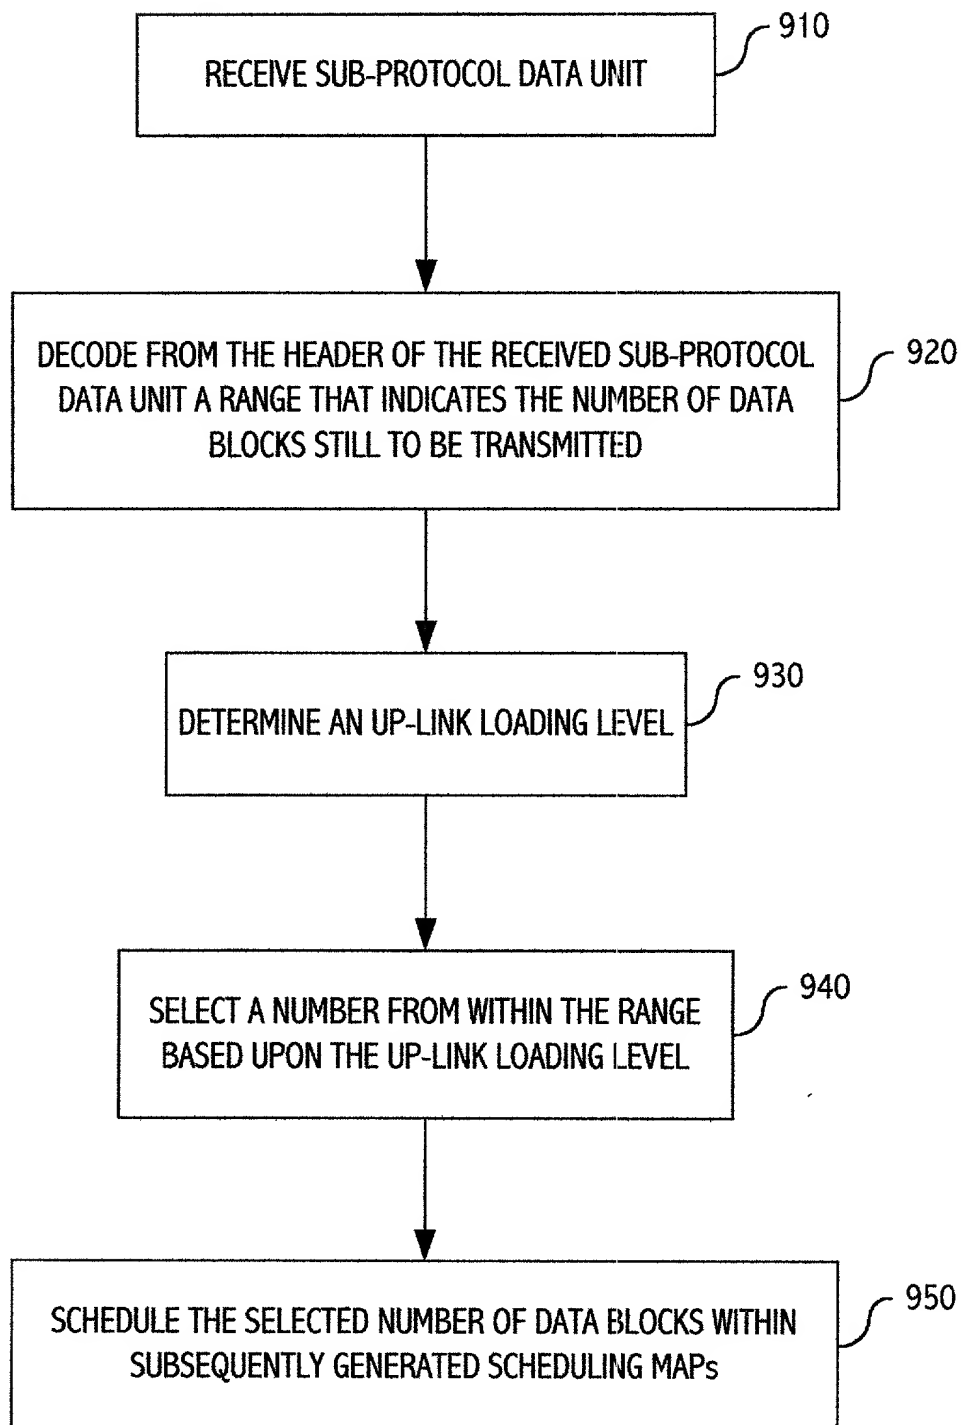 910
RECEIVE SUB-PROTOCOL DATA UNIT
920
DECODE FROM THE HEADER OF THE RECEIVED SUB-PROTOCOL
DATA UNIT A RANGE THAT INDICATES THE NUMBER OF DATA
BLOCKS STILL TO BE TRANSMITTED
930
DETERMINE AN UP-LINK LOADING LEVEL
940
SELECT A NUMBER FROM WITHIN THE RANGE
BASED UPON THE UP-LINK LOADING LEVEL
950
SCHEDULE THE SELECTED NUMBER OF DATA BLOCKS WITHIN
SUBSEQUENTLY GENERATED SCHEDULING MAPs